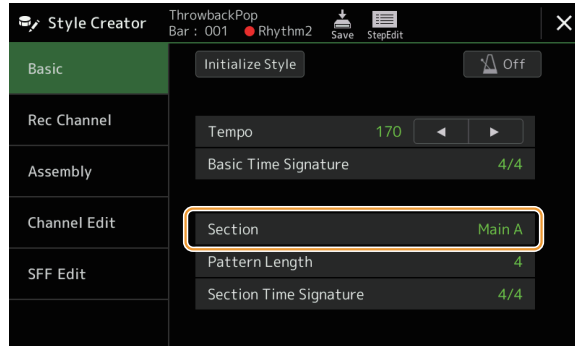 Style Creator
ThrowbackPop
Bar : 001 Rhythm2
Save
StepEdit
Basic
Initialize Style
Off
Rec Channel
Tempo 170
Assembly
Basic Time Signature 4/4
Channel Edit
Section Main A
Pattern Length 4
SFF Edit
Section Time Signature 4/4